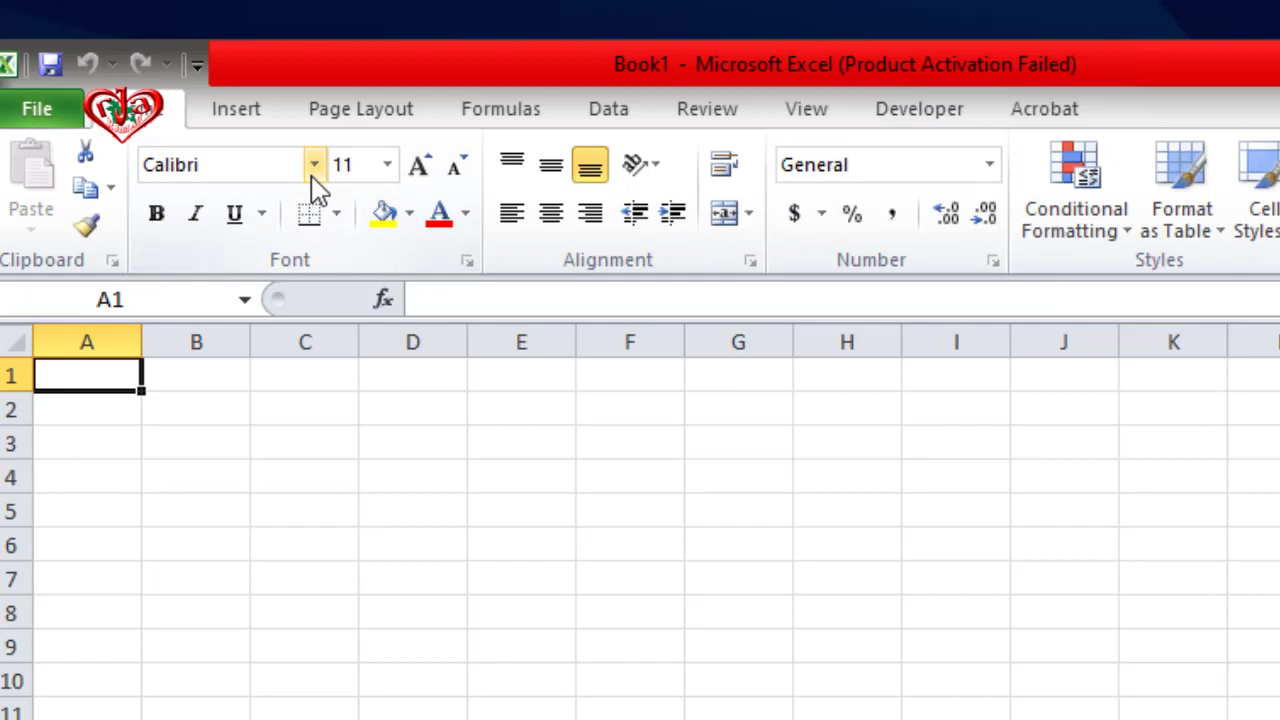 Book1 - Microsoft Excel (Product Activation Failed)
File Insert Page Layout Formulas Data Review View Developer Acrobat
Calibri 11 General
Paste B I U $ % , Conditional Formatting Format as Table Cell Styles
Clipboard Font Alignment Number Styles
A1 fx
A B C D E F G H I J K
1
2
3
4
5
6
7
8
9
10
11